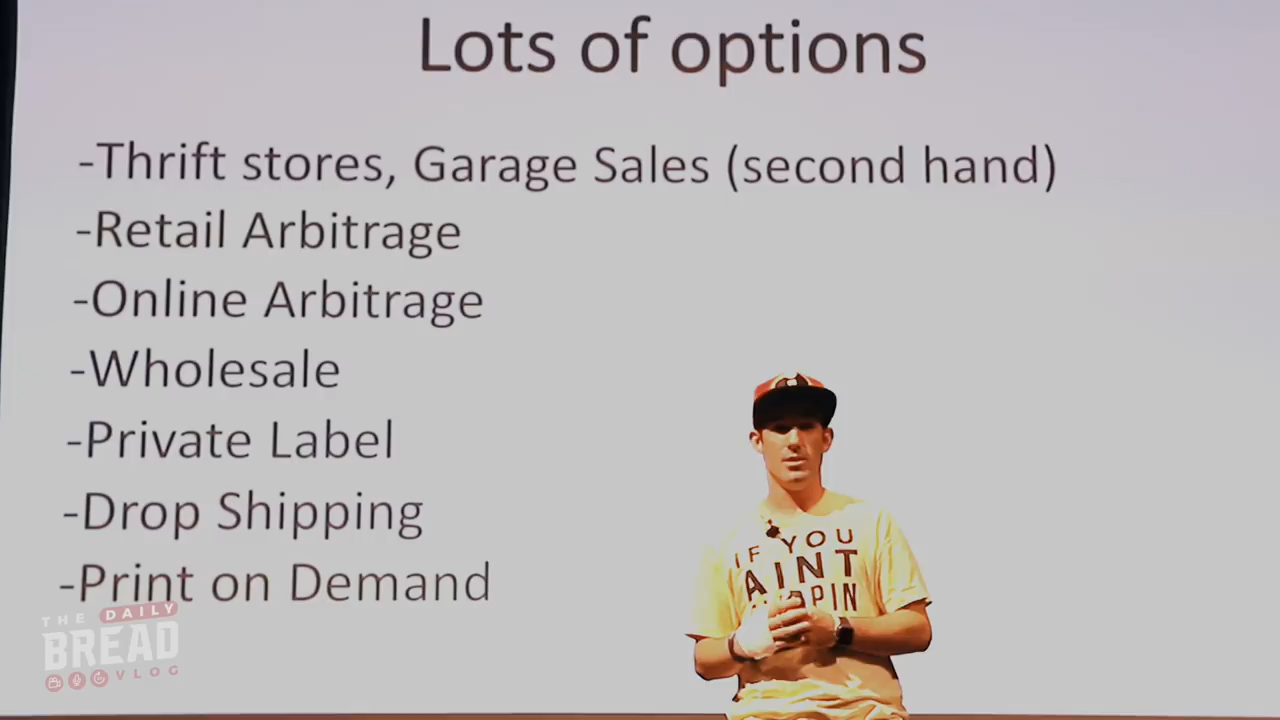 Lots of options
-Thrift stores, Garage Sales (second hand)
-Retail Arbitrage
-Online Arbitrage
-Wholesale
-Private Label
-Drop Shipping
-Print on Demand
IF YOU
AINT
THE DAILY
BREAD
VLOG